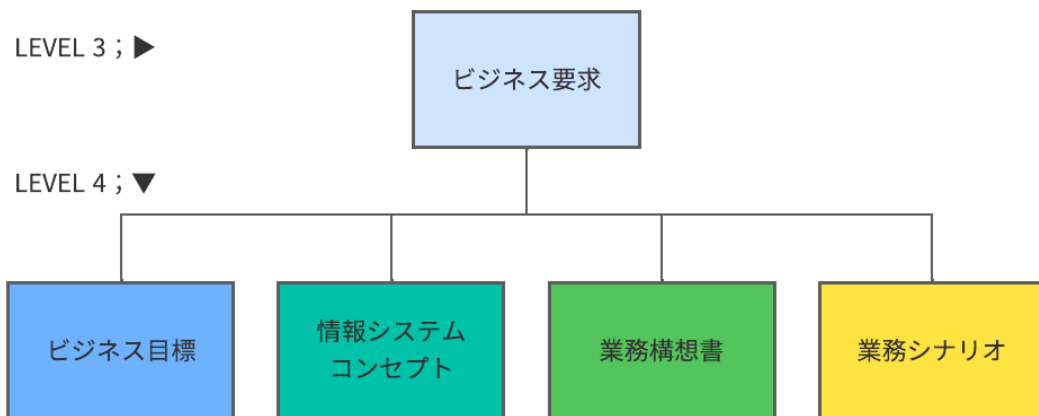 LEVEL 3 ; ▶
ビジネス要求
LEVEL 4 ; ▼
ビジネス目標
情報システム
コンセプト
業務構想書
業務シナリオ